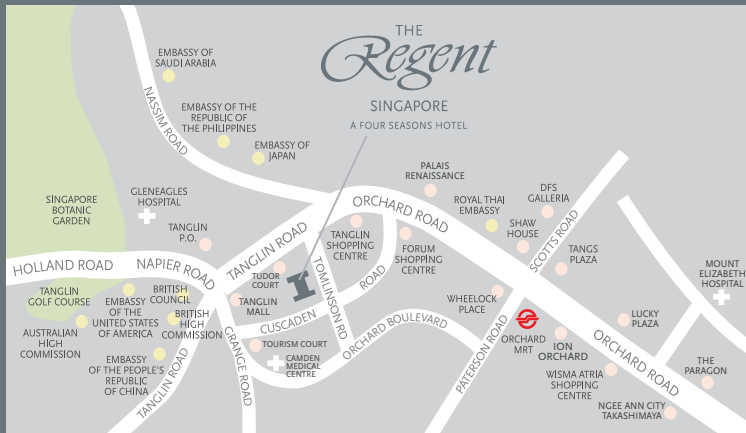 THE
Regent
SINGAPORE
A FOUR SEASONS HOTEL
EMBASSY OF
SAUDI ARABIA
NASSIM ROAD
EMBASSY OF THE
REPUBLIC OF
THE PHILIPPINES
EMBASSY OF
JAPAN
PALAIS
RENAISSANCE
DFS
GALLERIA
ROYAL THAI
EMBASSY
SHAW
HOUSE
SCOTTS ROAD
TANGS
PLAZA
MOUNT
ELIZABETH
HOSPITAL
SINGAPORE
BOTANIC
GARDEN
GLENEAGLES
HOSPITAL
TANGLIN
P.O.
ORCHARD ROAD
TANGLIN ROAD
TANGLIN
SHOPPING
CENTRE
FORUM
SHOPPING
CENTRE
HOLLAND ROAD
NAPIER ROAD
TUDOR
COURT
TOMLINSON RD
TANGLIN
GOLF COURSE
EMBASSY
OF THE
UNITED STATES
OF AMERICA
BRITISH
COUNCIL
BRITISH
HIGH
COMMISSION
TANGLIN
MALL
CUSCADEN
ROAD
WHEELOCK
PLACE
ORCHARD
MRT
ION
ORCHARD
LUCKY
PLAZA
AUSTRALIAN
HIGH
COMMISSION
EMBASSY
OF THE PEOPLE'S
REPUBLIC
OF CHINA
TANGLIN ROAD
GRANGE ROAD
TOURISM COURT
CAMDEN
MEDICAL
CENTRE
ORCHARD BOULEVARD
PATERSON ROAD
ORCHARD ROAD
WISMA ATRIA
SHOPPING
CENTRE
THE
PARAGON
NGEE ANN CITY
TAKASHIMAYA